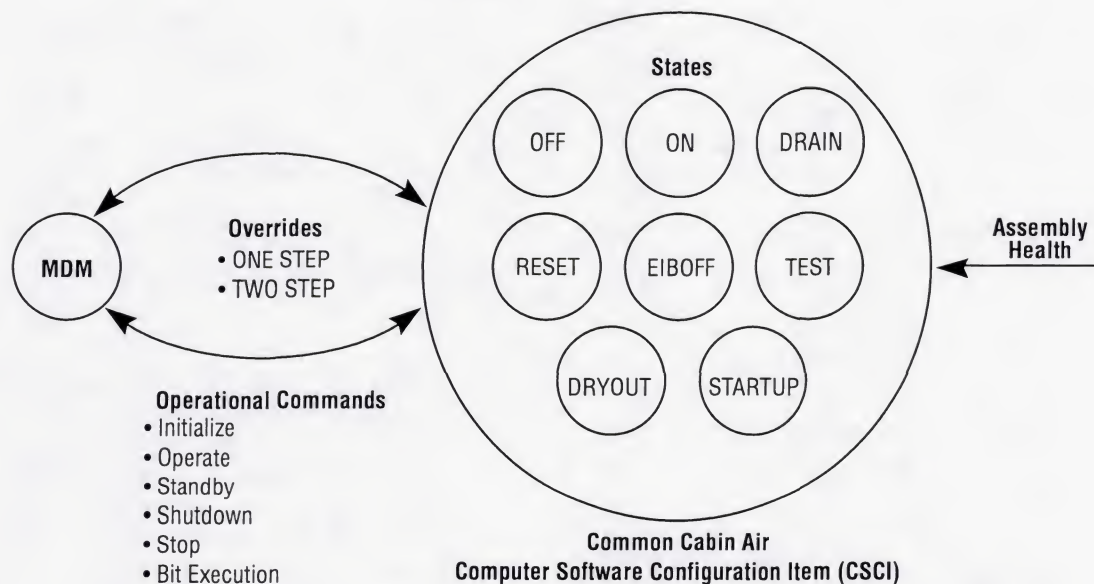 States
OFF
ON
DRAIN
MDM
Overrides
• ONE STEP
• TWO STEP
RESET
EIBOFF
TEST
Assembly
Health
DRYOUT
STARTUP
Operational Commands
• Initialize
• Operate
• Standby
• Shutdown
• Stop
• Bit Execution
Common Cabin Air
Computer Software Configuration Item (CSCI)